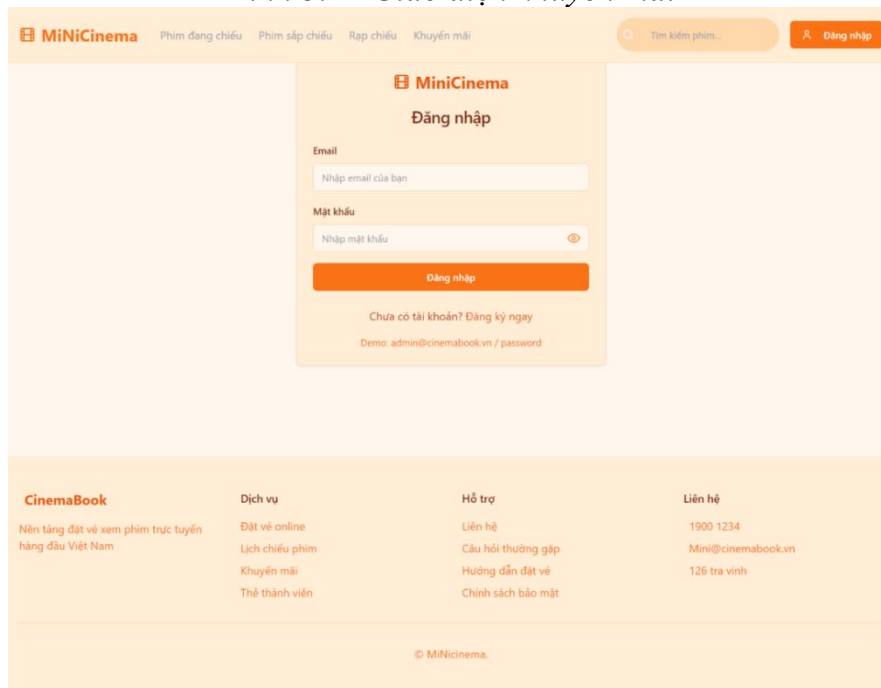 MiNiCinema Phim đang chiếu Phim sắp chiếu Rạp chiếu Khuyến mãi Tìm kiếm phim... Đăng nhập
MiniCinema
Đăng nhập
Email
Nhập email của bạn
Mật khẩu
Nhập mật khẩu
Đăng nhập
Chưa có tài khoản? Đăng ký ngay
Demo: admin@cinemabook.vn / password
CinemaBook
Nền tảng đặt vé xem phim trực tuyến
hàng đầu Việt Nam
Dịch vụ
Đặt vé online
Lịch chiếu phim
Khuyến mãi
Thẻ thành viên
Hỗ trợ
Liên hệ
Câu hỏi thường gặp
Hướng dẫn đặt vé
Chính sách bảo mật
Liên hệ
1900 1234
Mini@cinemabook.vn
126 tra vinh
© MiNicinema.